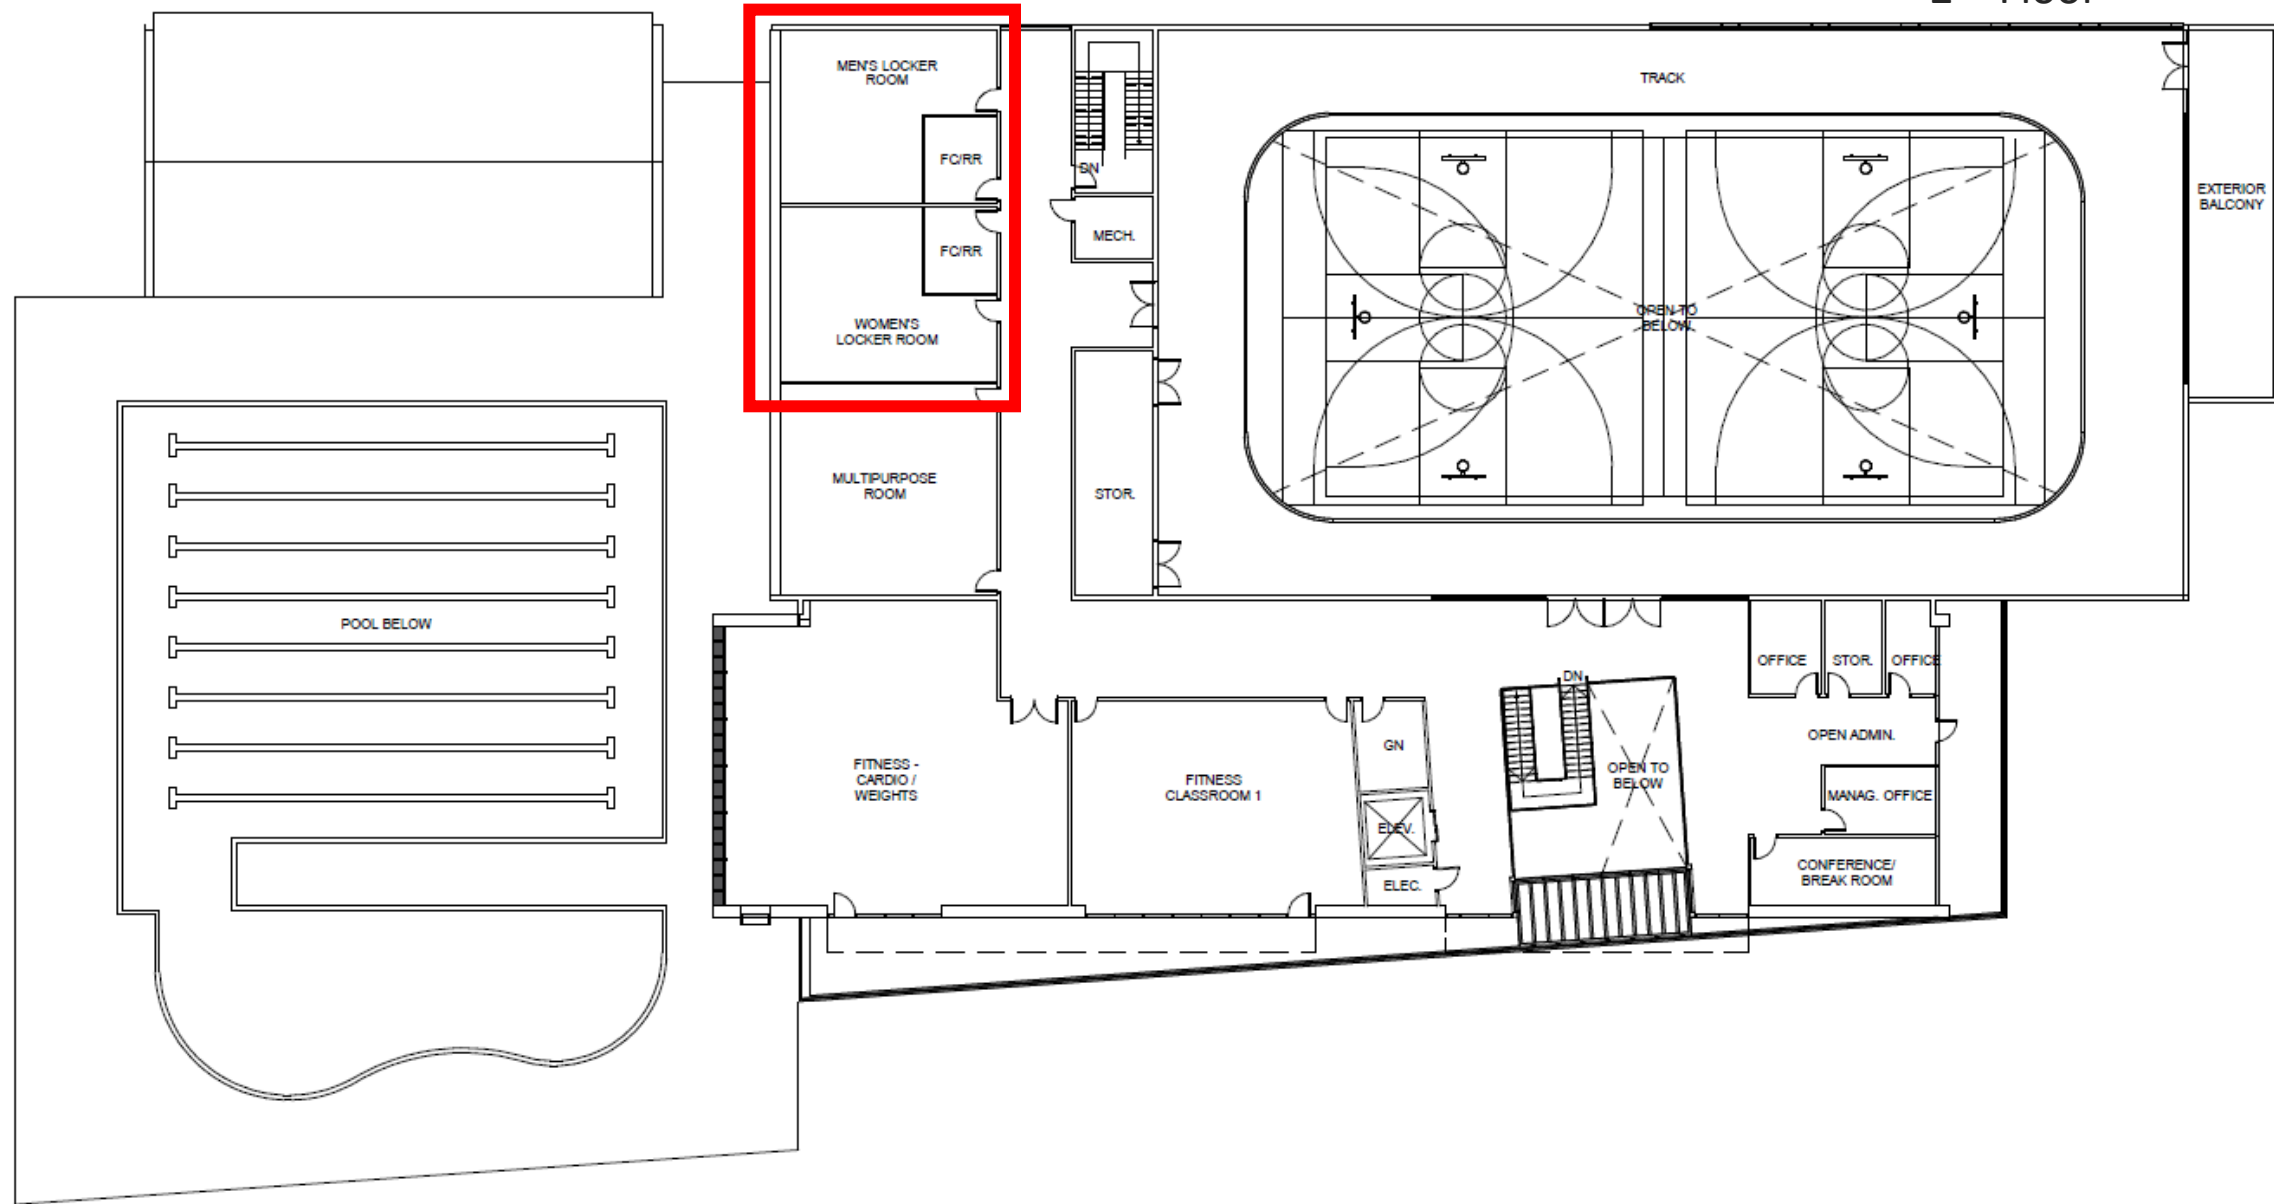 MEN'S LOCKER
ROOM
TRACK
FC/RR
DN
EXTERIOR
BALCONY
MECH.
FC/RR
OPEN TO
BELOW
WOMEN'S
LOCKER ROOM
MULTIPURPOSE
ROOM
STOR.
POOL BELOW
OFFICE
STOR.
OFFICE
DN
OPEN ADMIN.
GN
FITNESS -
CARDIO /
WEIGHTS
FITNESS
CLASSROOM 1
OPEN TO
BELOW
MANAG. OFFICE
ELEV.
CONFERENCE/
BREAK ROOM
ELEC.